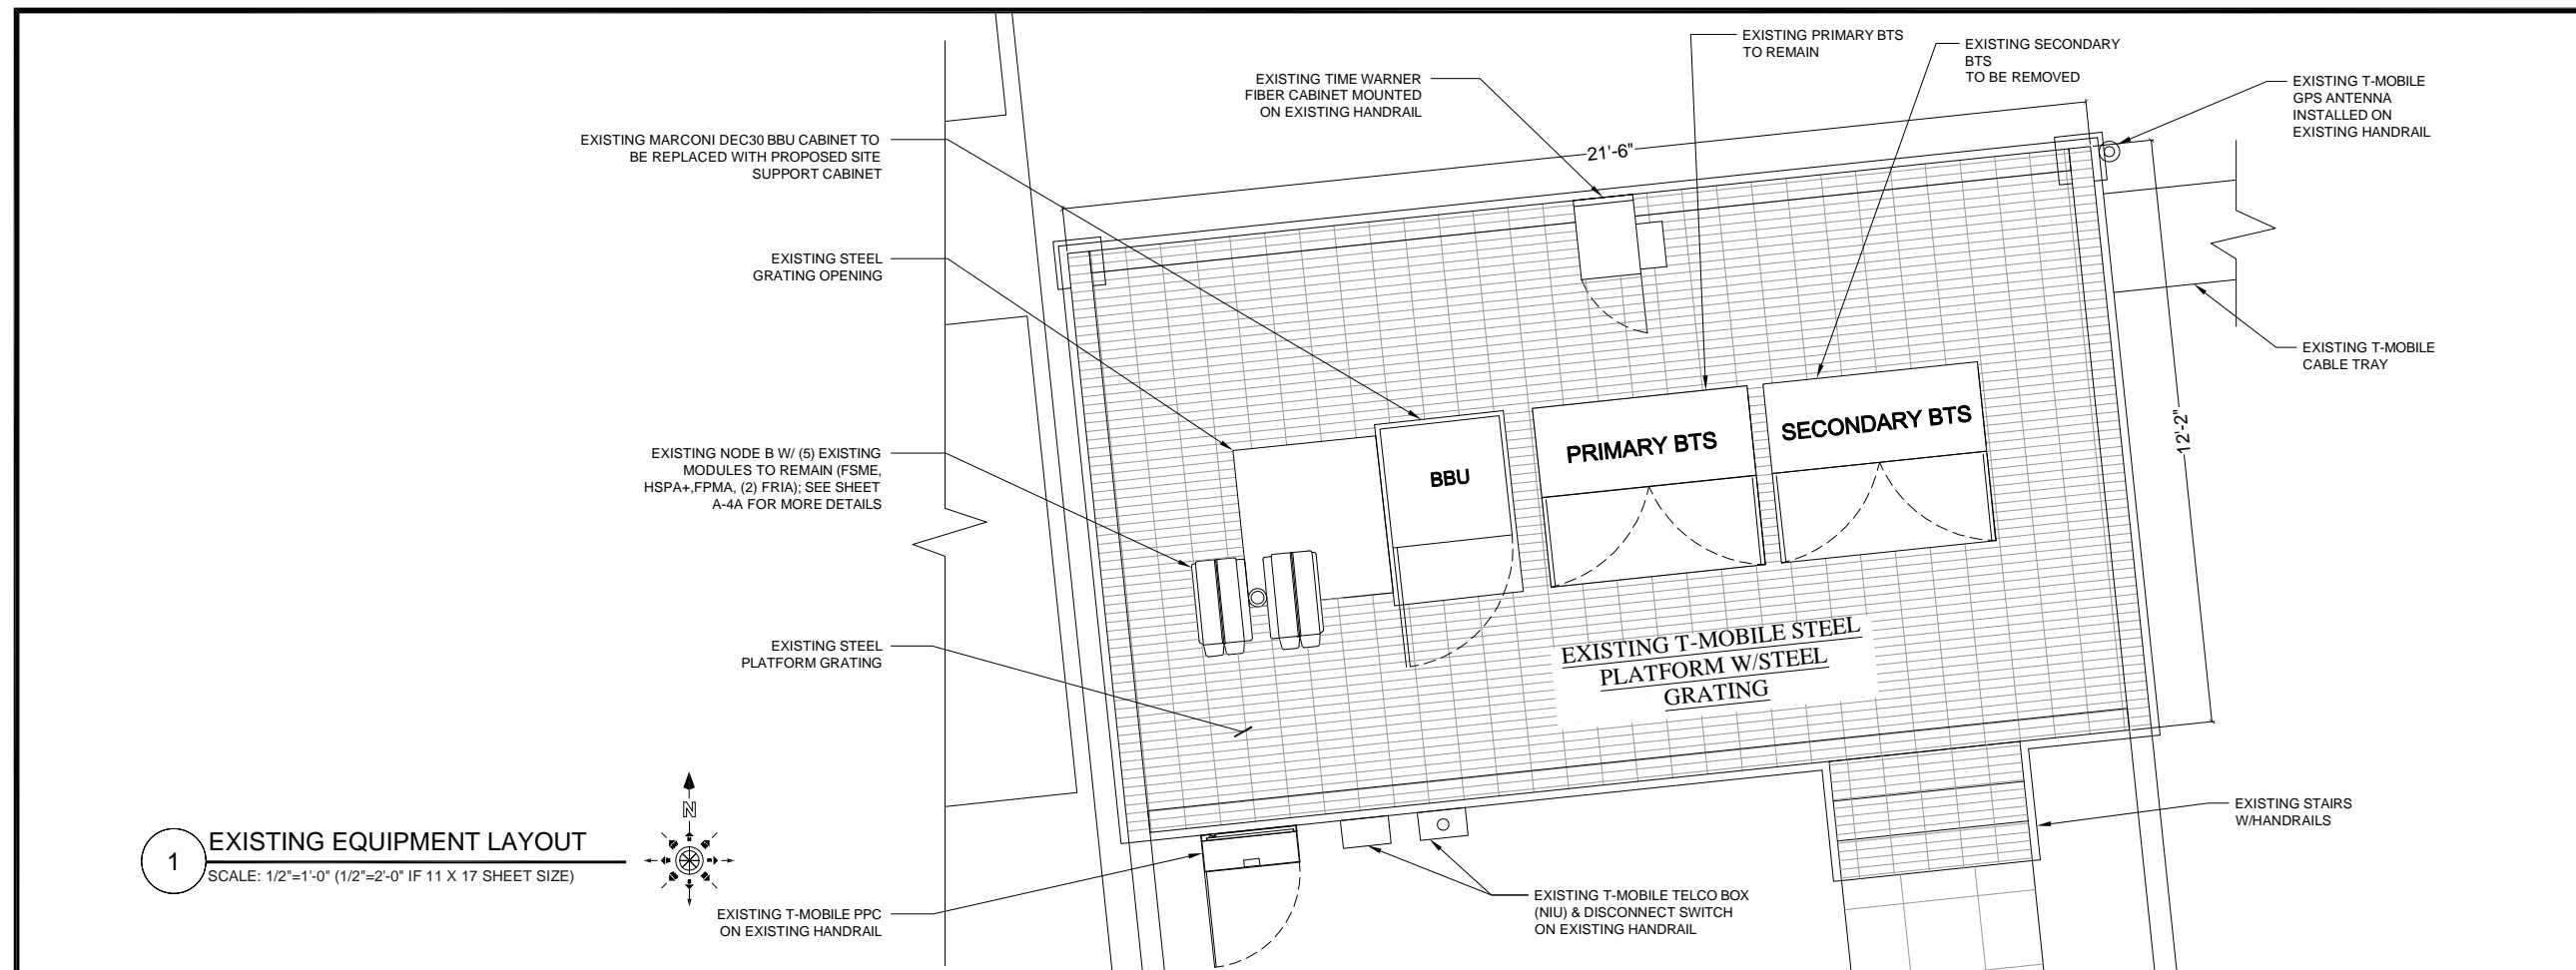 EXISTING PRIMARY BTS
TO REMAIN
EXISTING SECONDARY
BTS
TO BE REMOVED
EXISTING TIME WARNER
FIBER CABINET MOUNTED
ON EXISTING HANDRAIL
EXISTING T-MOBILE
GPS ANTENNA
INSTALLED ON
EXISTING HANDRAIL
EXISTING MARCONI DEC30 BBU CABINET TO
BE REPLACED WITH PROPOSED SITE
SUPPORT CABINET
21'-6"
EXISTING STEEL
GRATING OPENING
EXISTING T-MOBILE
CABLE TRAY
12'-2"
EXISTING NODE B W/ (5) EXISTING
MODULES TO REMAIN (FSME,
HSPA+,FPMA, (2) FRIA); SEE SHEET
A-4A FOR MORE DETAILS
BBU
PRIMARY BTS
SECONDARY BTS
EXISTING STEEL
PLATFORM GRATING
EXISTING T-MOBILE STEEL
PLATFORM W/STEEL
GRATING
EXISTING STAIRS
W/HANDRAILS
1
EXISTING EQUIPMENT LAYOUT
SCALE: 1/2"=1'-0" (1/2"=2'-0" IF 11 X 17 SHEET SIZE)
N
EXISTING T-MOBILE PPC
ON EXISTING HANDRAIL
EXISTING T-MOBILE TELCO BOX
(NIU) & DISCONNECT SWITCH
ON EXISTING HANDRAIL